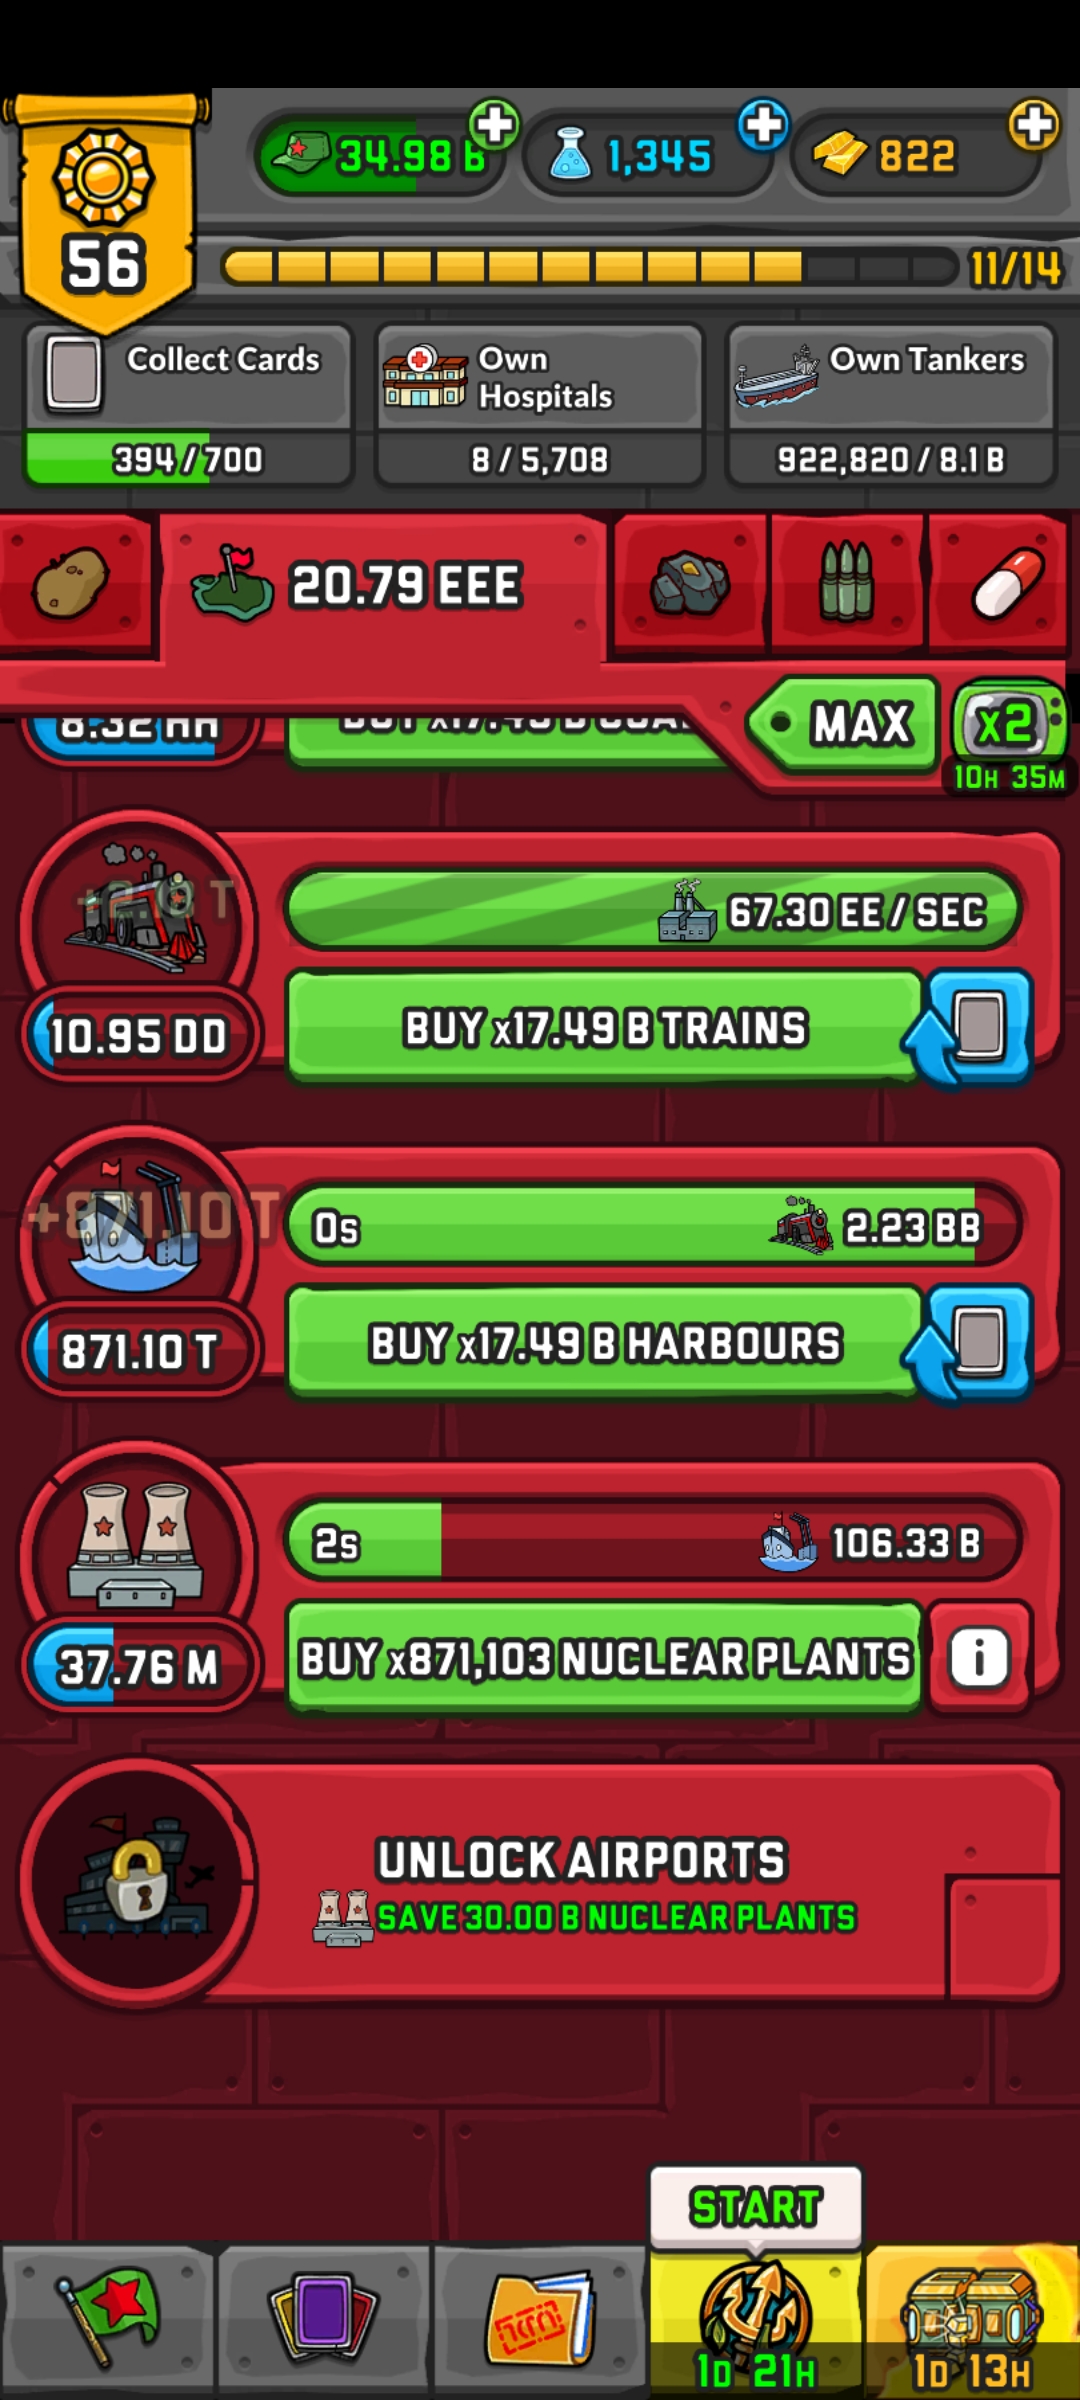 34.98 B
1,345
822
56
11/14
Collect Cards
394/700
Own
Hospitals
8/5,708
Own Tankers
922,820/8.1 B
20.79 EEE
MAX
x2
10H 35M
+2.18 T
67.30 EE/SEC
BUY x17.49 B TRAINS
10.95 DD
+871.10 T
0s
2.23 BB
BUY x17.49 B HARBOURS
871.10 T
2s
106.33 B
BUY x871,103 NUCLEAR PLANTS
37.76 M
UNLOCK AIRPORTS
SAVE 30.00 B NUCLEAR PLANTS
START
1D 21H
1D 13H